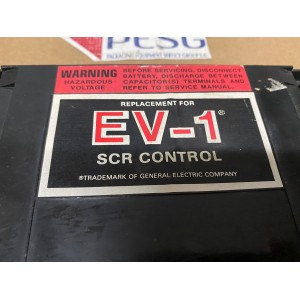 PESG
WARNING
HAZARDOUS
VOLTAGE
BEFORE SERVICING, DISCONNECT
BATTERY, DISCHARGE BETWEEN
CAPACITOR(S) TERMINALS AND
REFER TO SERVICE MANUAL.
REPLACEMENT FOR
EV-1®
SCR CONTROL
®TRADEMARK OF GENERAL ELECTRIC COMPANY